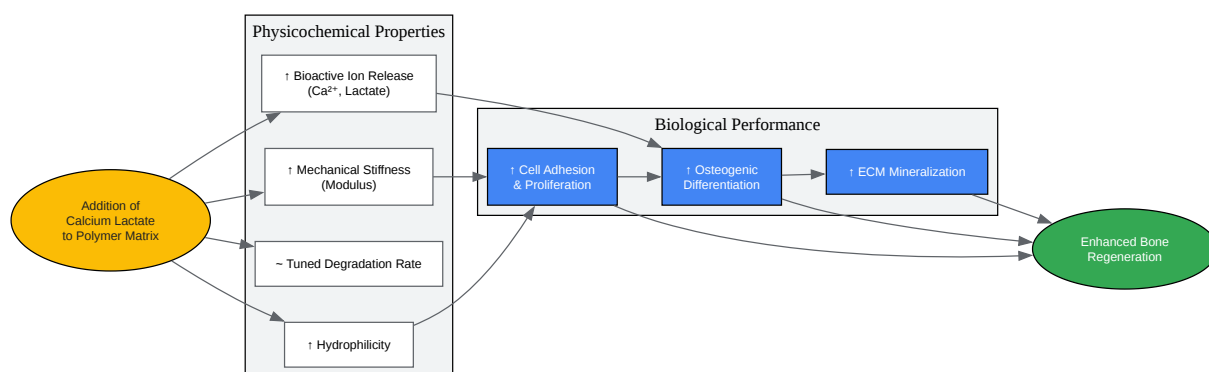 Physicochemical Properties
↑ Bioactive Ion Release
(Ca²⁺, Lactate)
↑ Mechanical Stiffness
(Modulus)
~ Tuned Degradation Rate
↑ Hydrophilicity
Addition of
Calcium Lactate
to Polymer Matrix
Biological Performance
↑ Cell Adhesion
& Proliferation
↑ Osteogenic
Differentiation
↑ ECM Mineralization
Enhanced Bone
Regeneration